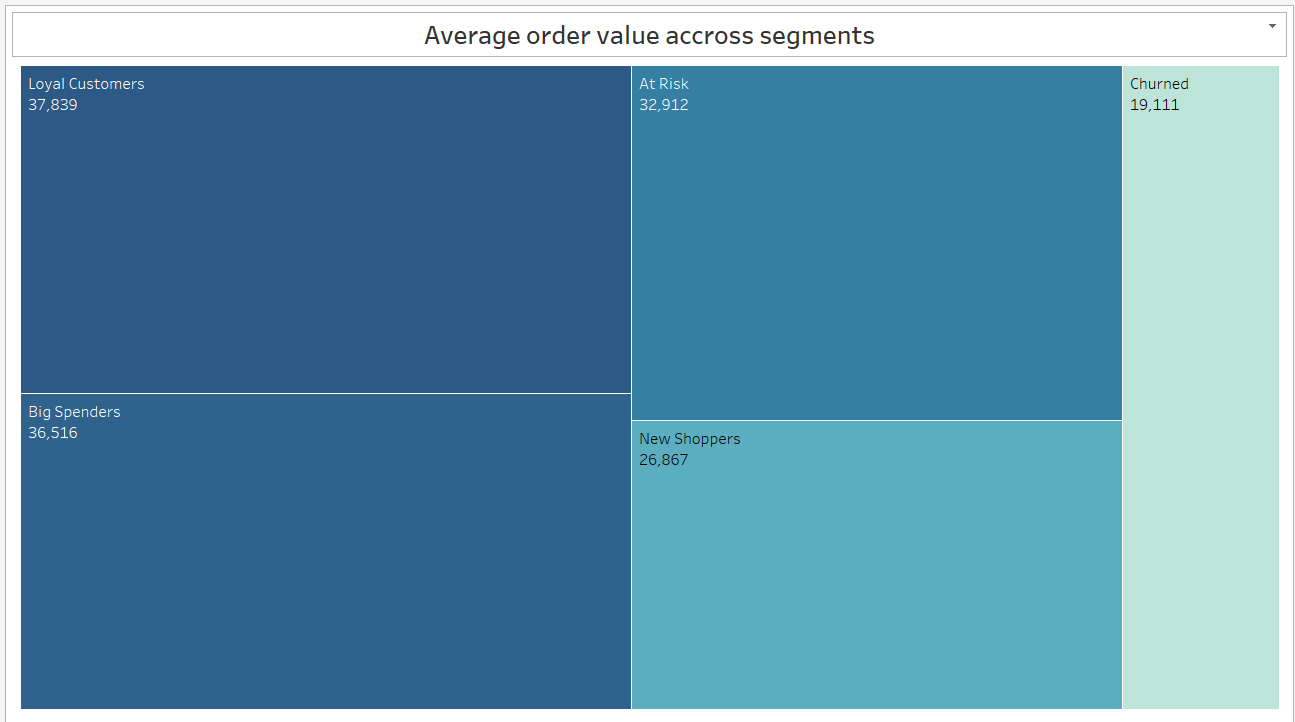 Average order value accross segments
Loyal Customers
37,839
At Risk
32,912
Churned
19,111
Big Spenders
36,516
New Shoppers
26,867